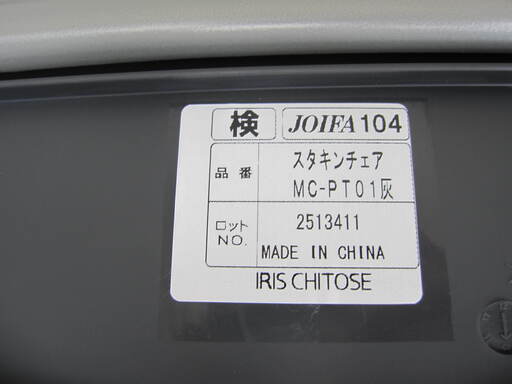 検 JOIFA 104
品番 スタキンチェア
MC-PT01灰
ロット NO. 2513411
MADE IN CHINA
IRIS CHITOSE